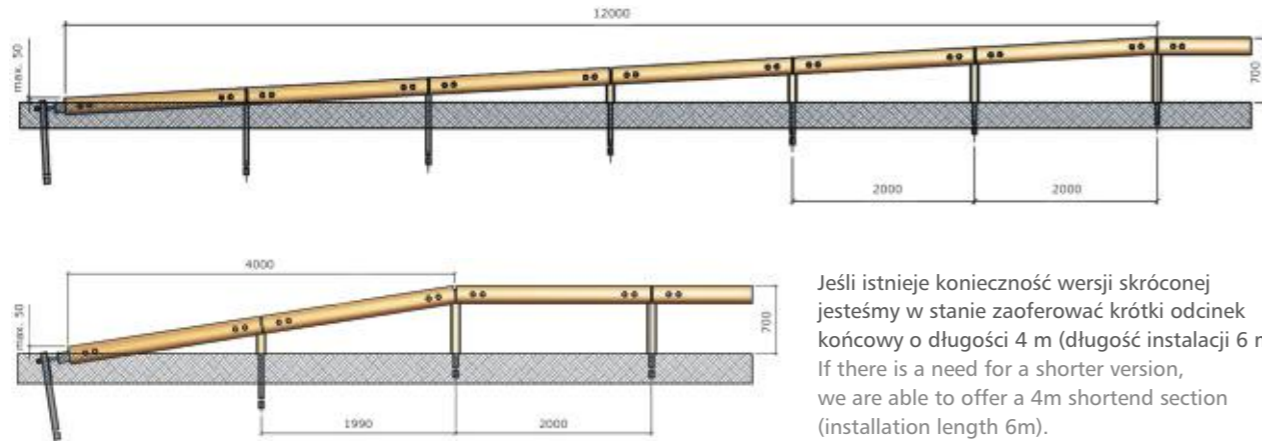 12000
max. 50
700
2000 2000
4000
max. 50
700
1990 2000
Jeśli istnieje konieczność wersji skróconej
jesteśmy w stanie zaoferować krótki odcinek
końcowy o długości 4 m (długość instalacji 6 m
If there is a need for a shorter version,
we are able to offer a 4m shortend section
(installation length 6m).